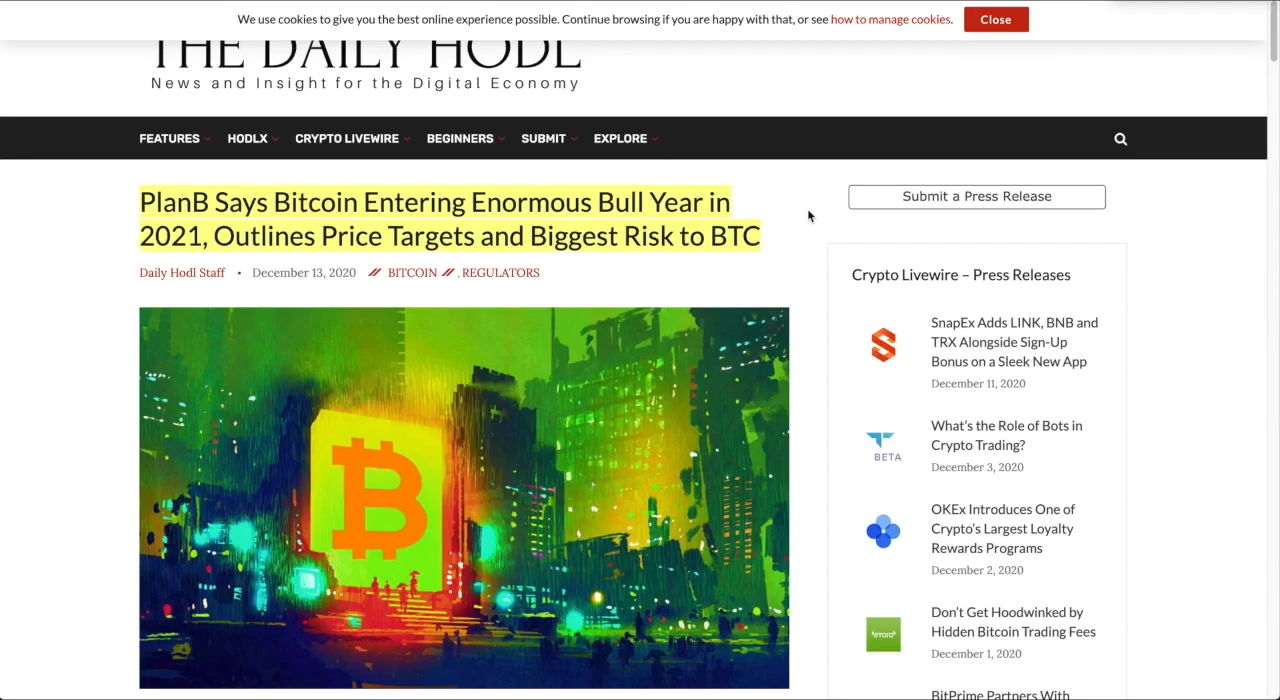 We use cookies to give you the best online experience possible. Continue browsing if you are happy with that, or see how to manage cookies.
Close
THE DAILY HODL
News and Insight for the Digital Economy
FEATURES
HODLX
CRYPTO LIVEWIRE
BEGINNERS
SUBMIT
EXPLORE
PlanB Says Bitcoin Entering Enormous Bull Year in
2021, Outlines Price Targets and Biggest Risk to BTC
Daily Hodl Staff • December 13, 2020 // BITCOIN // , REGULATORS
Submit a Press Release
Crypto Livewire – Press Releases
SnapEx Adds LINK, BNB and
TRX Alongside Sign-Up
Bonus on a Sleek New App
December 11, 2020
What's the Role of Bots in
Crypto Trading?
December 3, 2020
BETA
OKEx Introduces One of
Crypto's Largest Loyalty
Rewards Programs
December 2, 2020
Don't Get Hoodwinked by
Hidden Bitcoin Trading Fees
December 1, 2020
eToro
BitPrime Partners With